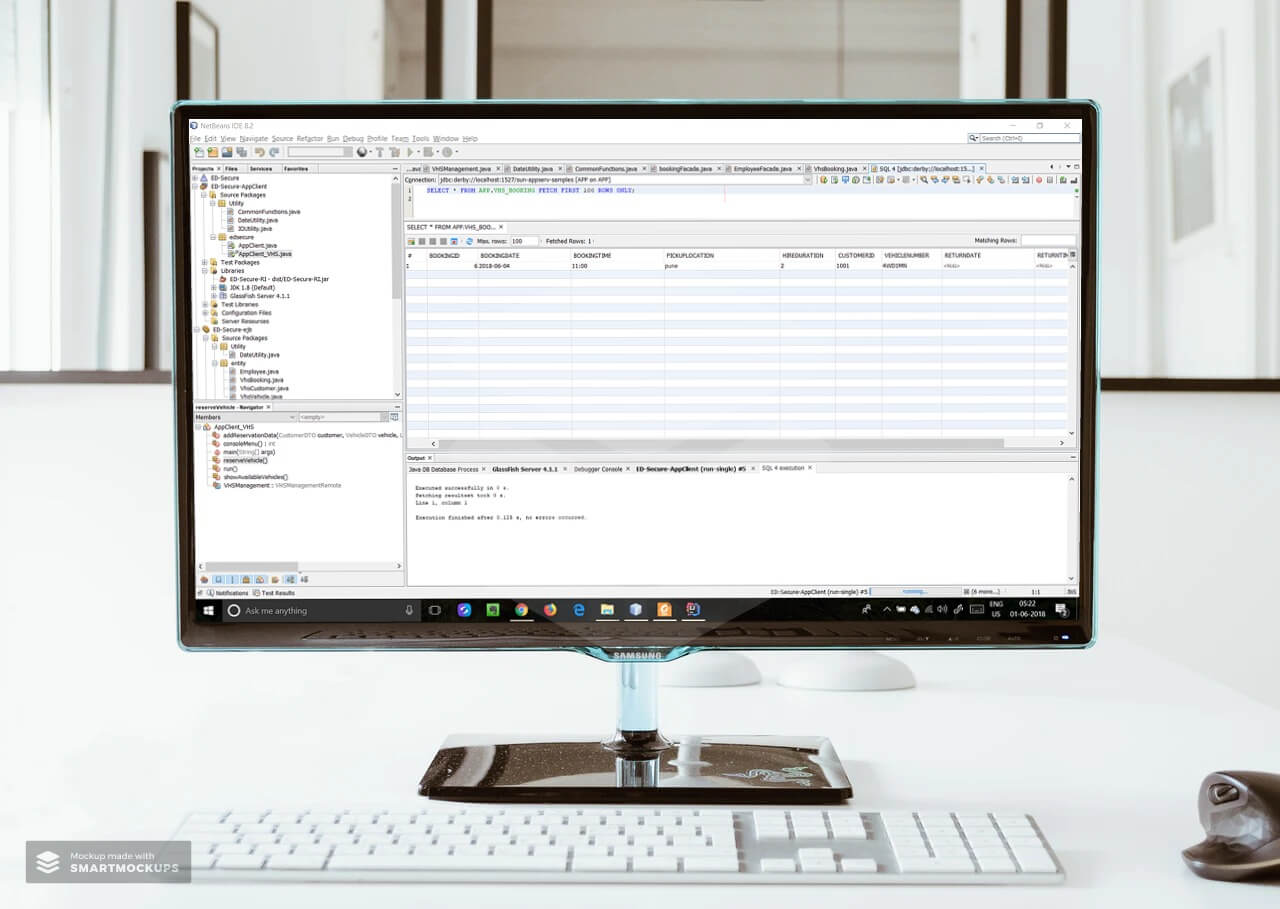 NetBeans IDE 8.2
File Edit View Navigate Source Refactor Run Debug Profile Team Tools Window Help
Search (Ctrl+I)
Projects Files Services Favorites
ED-Secure
ED-Secure-AppClient
Source Packages
Utility
CommonFunctions.java
DateUtility.java
IOUtility.java
edsecure
AppClient.java
AppClient_VHS.java
Test Packages
Libraries
ED-Secure-RI - dist/ED-Secure-RI.jar
JDK 1.8 (Default)
GlassFish Server 4.1.1
Test Libraries
Configuration Files
Server Resources
ED-Secure-ejb
Source Packages
Utility
DateUtility.java
entity
Employee.java
VhsBooking.java
VhsCustomer.java
VhsVehicle.java
reserveVehicle - Navigator
Members <empty>
AppClient_VHS
addReservationData(CustomerDTO customer, VehicleDTO vehicle, L
consoleMenu() : int
main(String[] args)
reserveVehicle()
run()
showAvailableVehicles()
VHSManagement : VHSManagementRemote
...ava VHSManagement.java DateUtility.java CommonFunctions.java bookingFacade.java EmployeeFacade.java VhsBooking.java SQL 4 [jdbc:derby://localhost:15...]
Connection: jdbc:derby://localhost:1527/sun-appserv-samples [APP on APP]
1 SELECT * FROM APP.VHS_BOOKING FETCH FIRST 100 ROWS ONLY;
2
SELECT * FROM APP.VHS_BOO...
Max. rows: 100 Fetched Rows: 1 Matching Rows:
# BOOKINGID BOOKINGDATE BOOKINGTIME PICKUPLOCATION HIREDURATION CUSTOMERID VEHICLENUMBER RETURNDATE RETURNTIM
1 6 2018-06-04 11:00 pune 2 1001 <NULL> <NULL>
Output
Java DB Database Process GlassFish Server 4.1.1 Debugger Console ED-Secure-AppClient (run-single) #5 SQL 4 execution
Executed successfully in 0 s.
Fetching resultset took 0 s.
Line 1, column 1
Execution finished after 0.125 s, no errors occurred.
Notifications Test Results
ED-Secure-AppClient (run-single) #5 running... (6 more...) 1:1 INS
Ask me anything
ENG
US
05:22
01-06-2018
SAMSUNG
Mockup made with
SMARTMOCKUPS